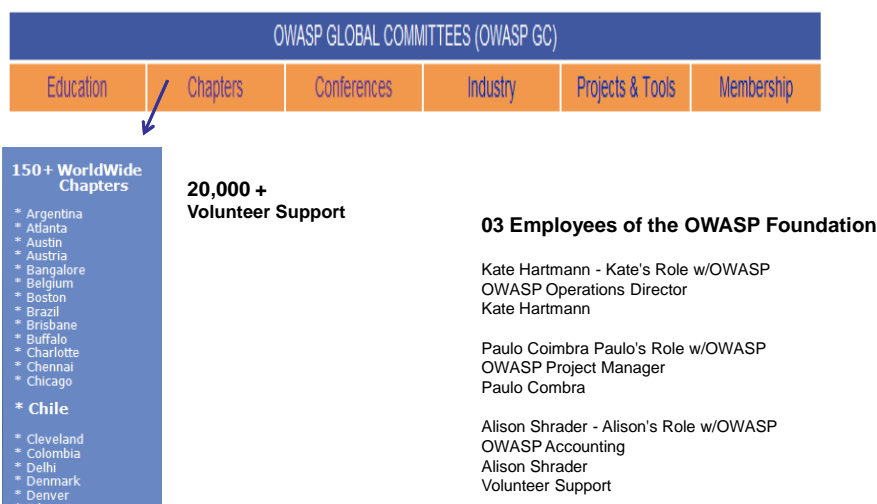 OWASP GLOBAL COMMITTEES (OWASP GC)
Education Chapters Conferences Industry Projects & Tools Membership
150+ WorldWide
Chapters
* Argentina
* Atlanta
* Austin
* Austria
* Bangalore
* Belgium
* Boston
* Brazil
* Brisbane
* Buffalo
* Charlotte
* Chennai
* Chicago
* Chile
* Cleveland
* Colombia
* Delhi
* Denmark
* Denver
20,000 +
Volunteer Support
03 Employees of the OWASP Foundation
Kate Hartmann - Kate's Role w/OWASP
OWASP Operations Director
Kate Hartmann
Paulo Coimbra Paulo's Role w/OWASP
OWASP Project Manager
Paulo Combra
Alison Shrader - Alison's Role w/OWASP
OWASP Accounting
Alison Shrader
Volunteer Support